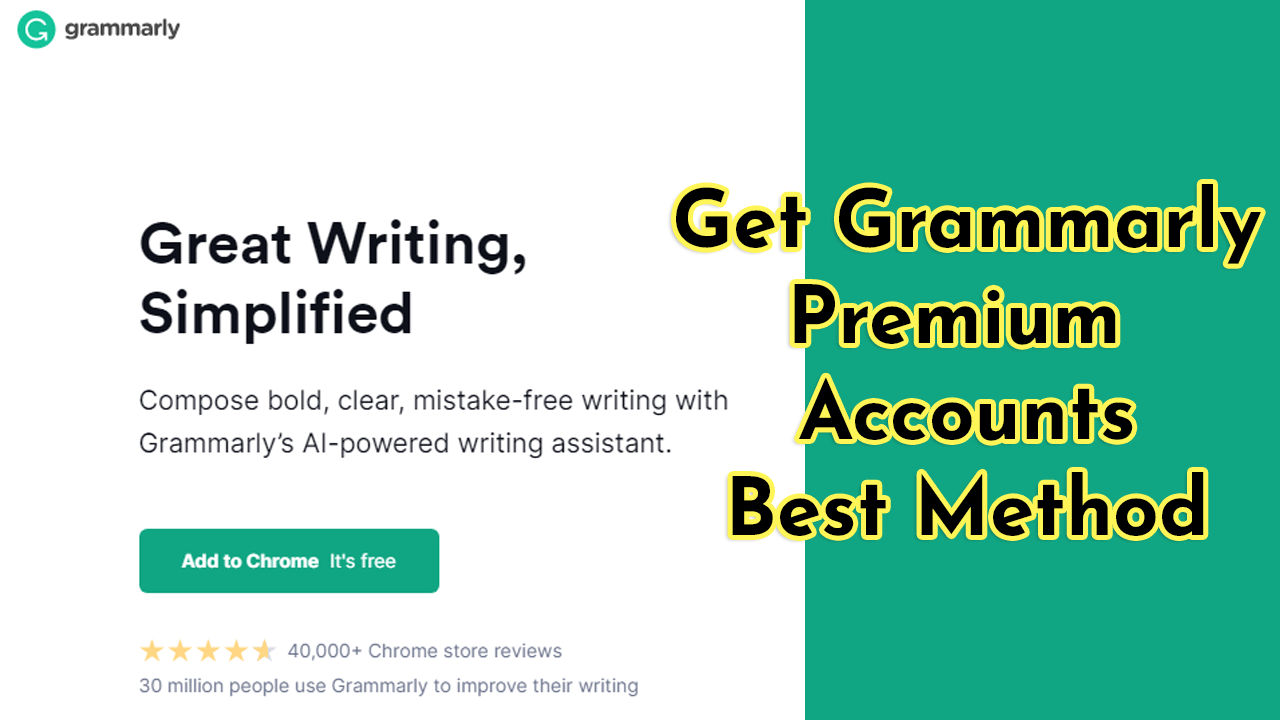 grammarly
Great Writing,
Simplified
Compose bold, clear, mistake-free writing with
Grammarly’s AI-powered writing assistant.
Add to Chrome It's free
40,000+ Chrome store reviews
30 million people use Grammarly to improve their writing
Get Grammarly
Premium
Accounts
Best Method